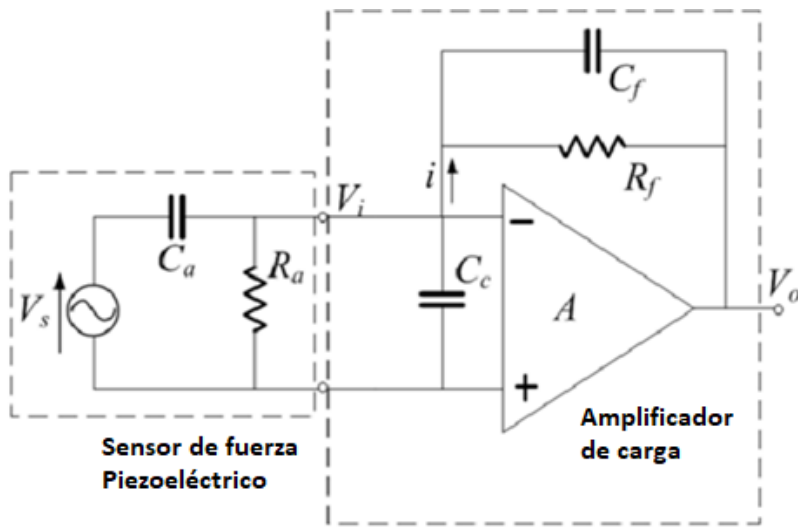 C_f
R_f
i
V_i
C_a
R_a
C_c
V_s
A
V_o
−
+
Sensor de fuerza
Piezoeléctrico
Amplificador
de carga